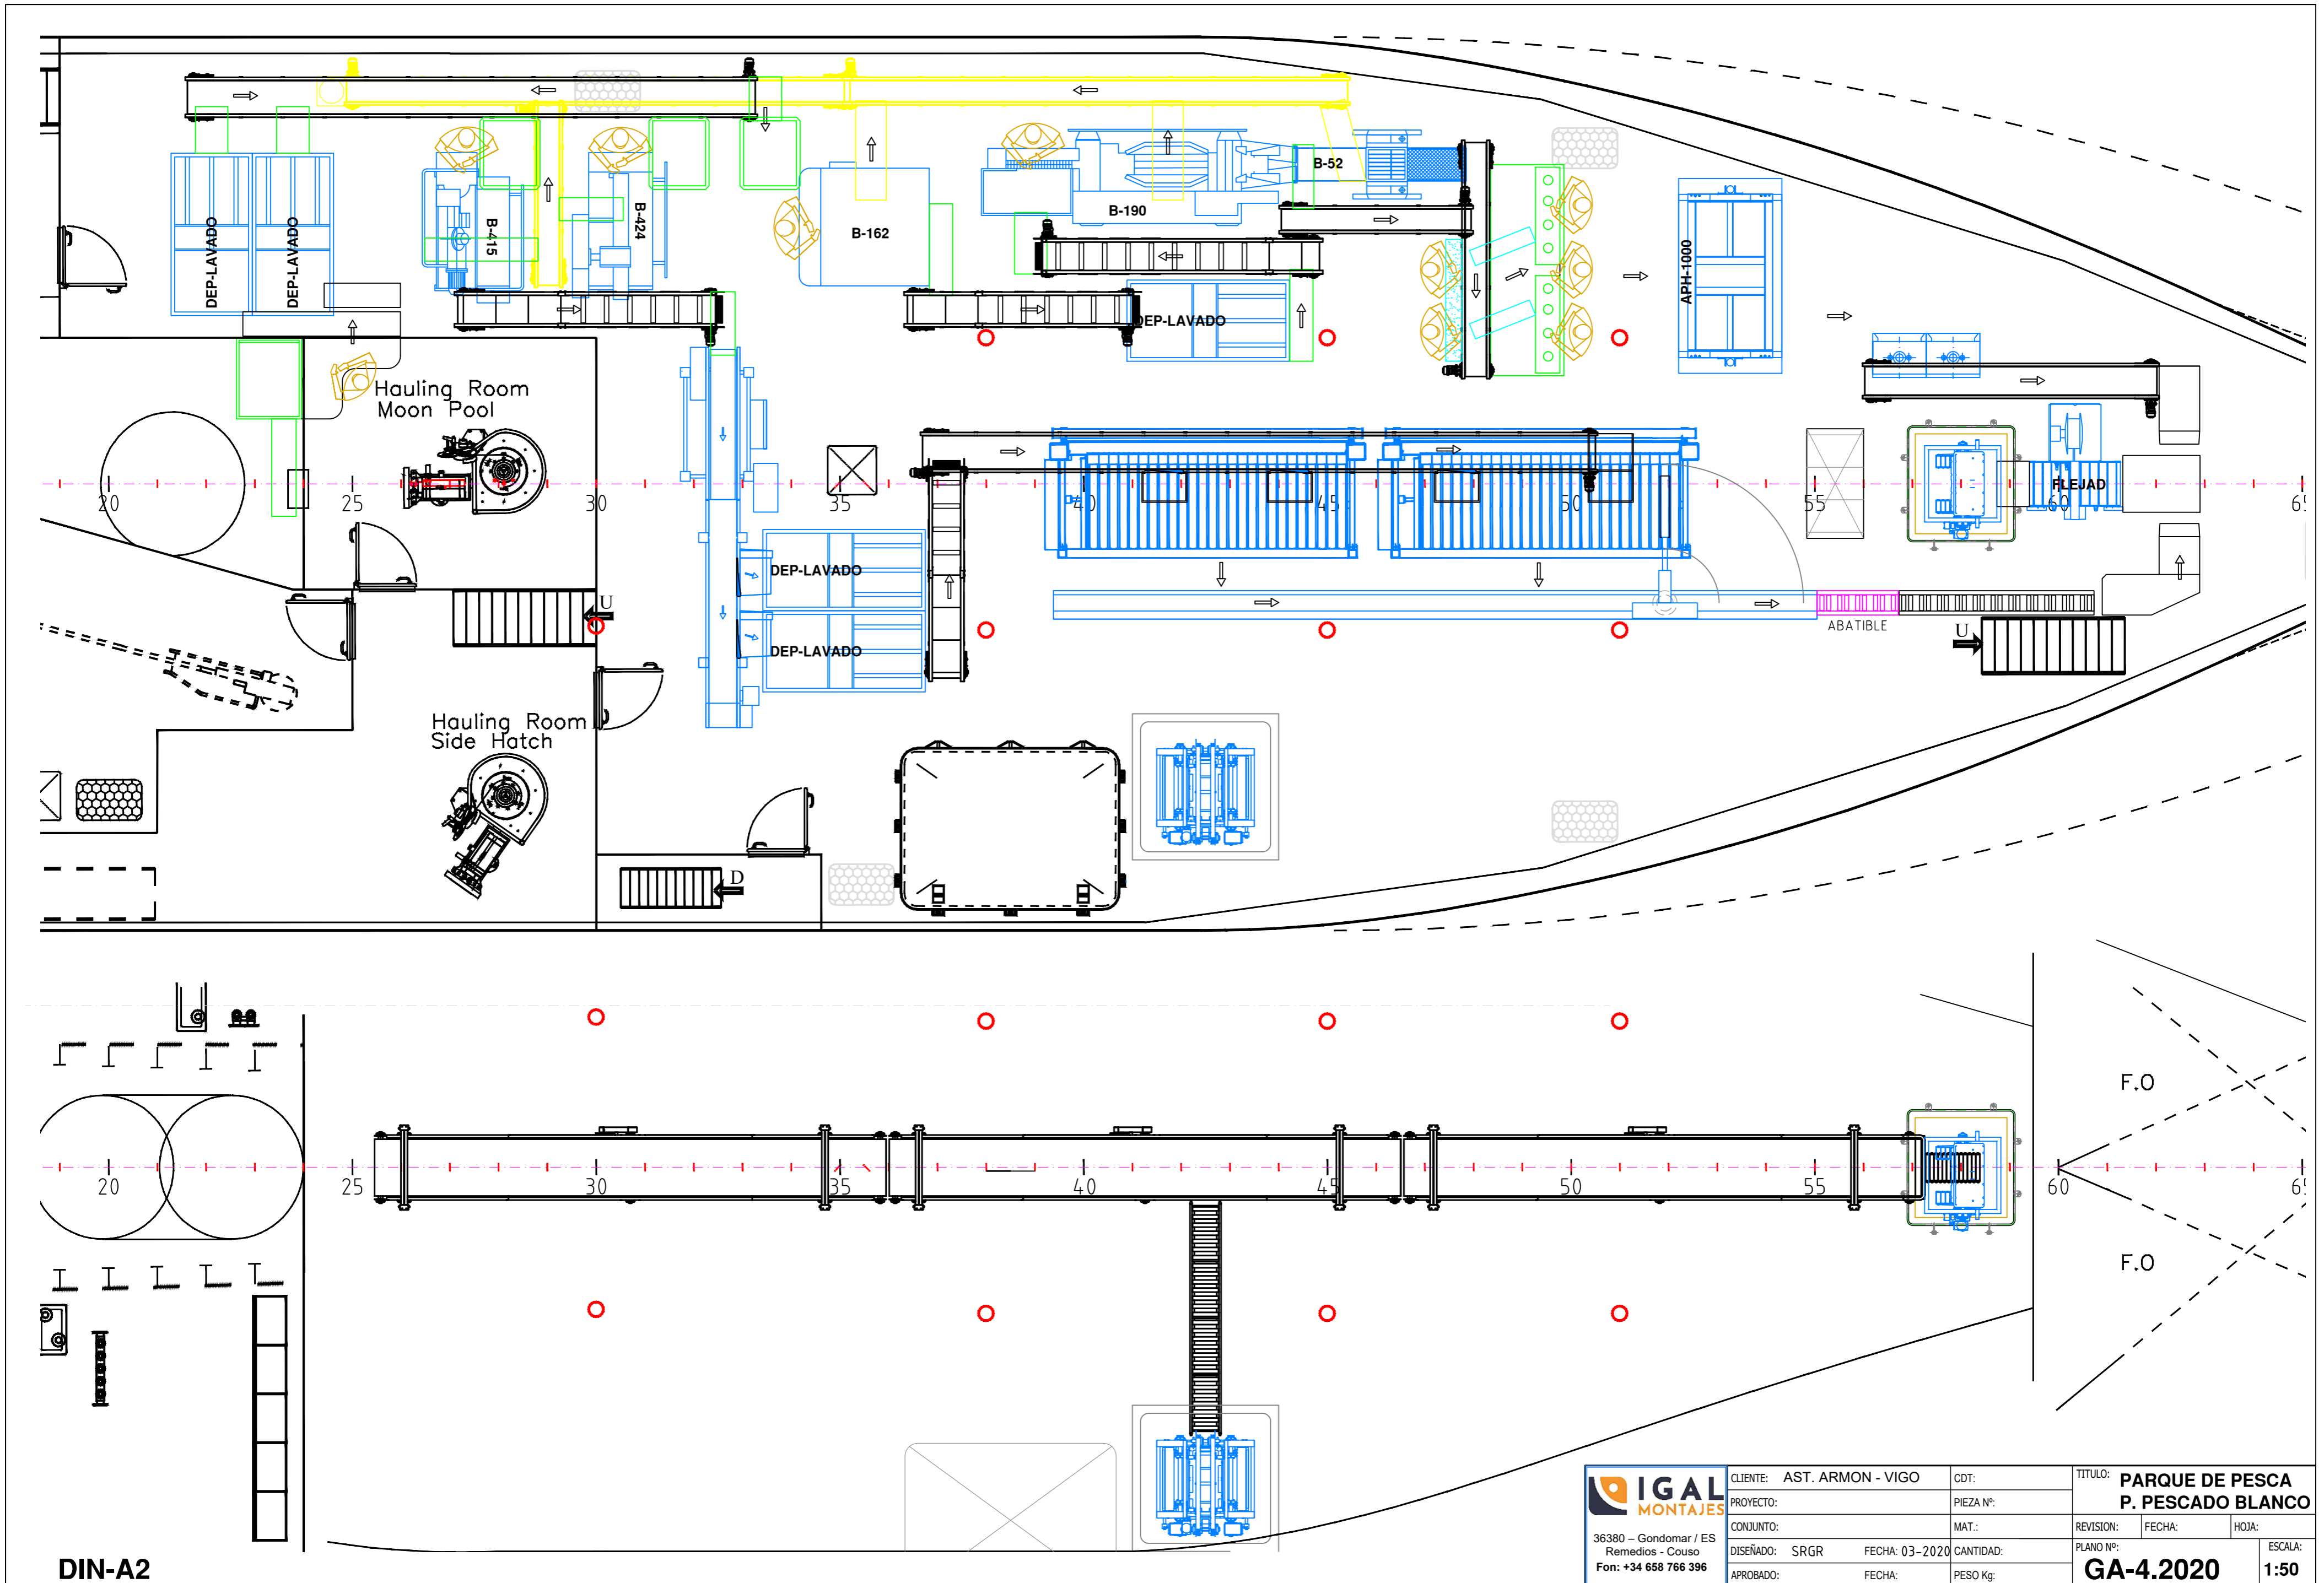 DEP-LAVADO
DEP-LAVADO
B-415
B-424
B-162
B-190
B-52
APH-1000
DEP-LAVADO
Hauling Room
Moon Pool
20
25
30
35
40
45
50
55
60
65
FLEJAD
DEP-LAVADO
DEP-LAVADO
U
ABATIBLE
U
Hauling Room
Side Hatch
D
F.O
20
25
30
35
40
45
50
55
60
65
F.O
DIN-A2
IGAL
MONTAJES
36380 – Gondomar / ES
Remedios - Couso
Fon: +34 658 766 396
CLIENTE: AST. ARMON - VIGO
CDT:
TITULO: PARQUE DE PESCA
P. PESCADO BLANCO
PROYECTO:
PIEZA Nº:
CONJUNTO:
MAT.:
REVISION:
FECHA:
HOJA:
DISEÑADO: SRGR
FECHA: 03-2020
CANTIDAD:
PLANO Nº:
GA-4.2020
ESCALA:
1:50
APROBADO:
FECHA:
PESO Kg: